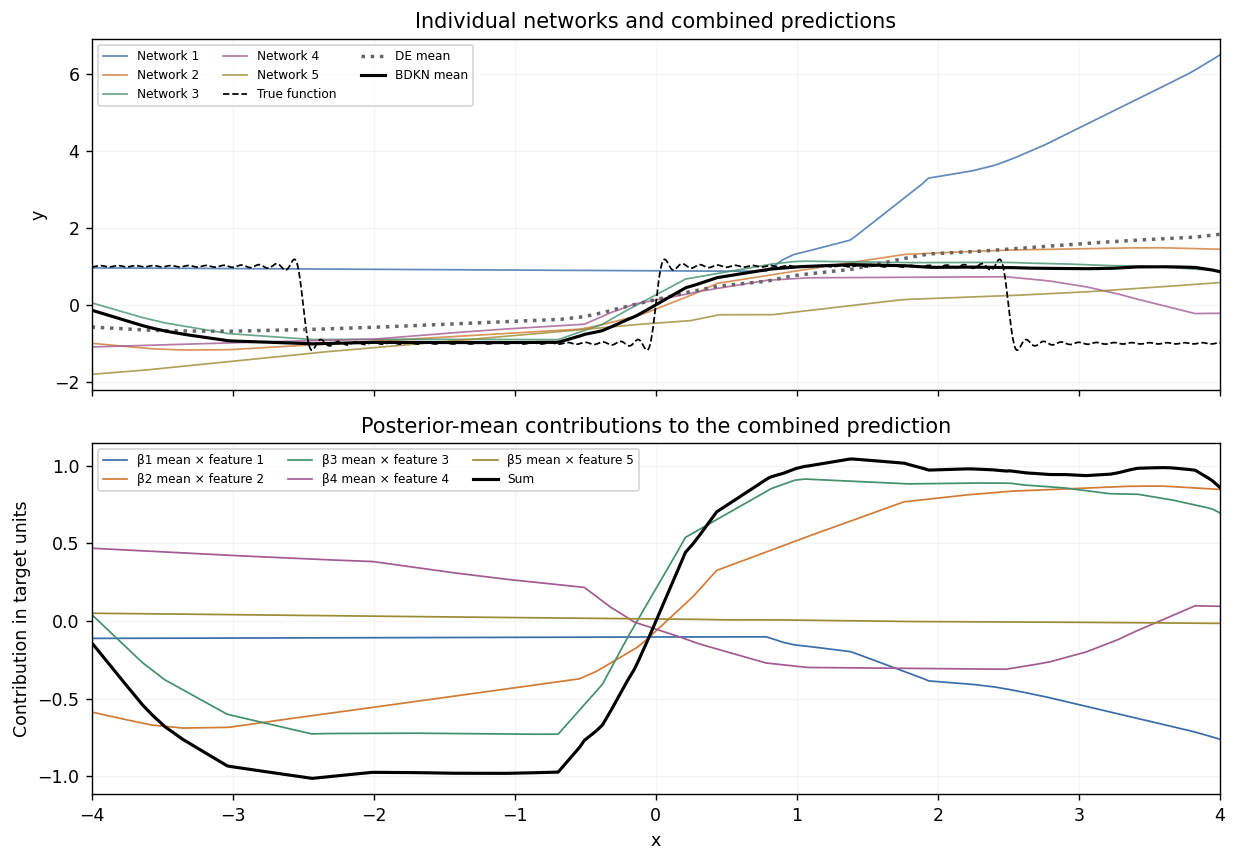 Individual networks and combined predictions
Network 1 Network 4 DE mean
Network 2 Network 5 BDKN mean
Network 3 True function
6
4
2
0
−2
y
Posterior-mean contributions to the combined prediction
β1 mean × feature 1 β3 mean × feature 3 β5 mean × feature 5
β2 mean × feature 2 β4 mean × feature 4 Sum
1.0
0.5
0.0
−0.5
−1.0
Contribution in target units
−4 −3 −2 −1 0 1 2 3 4
x